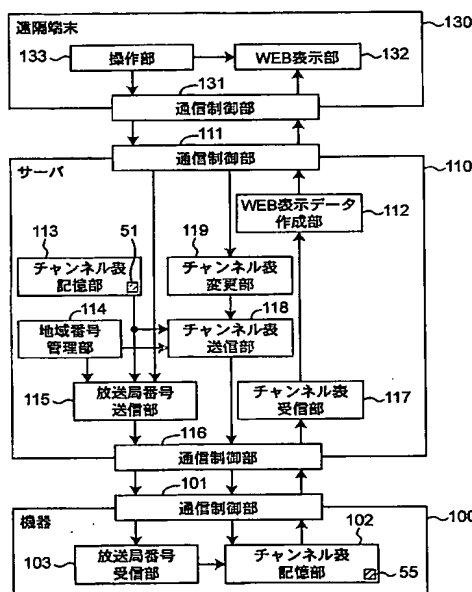 遠隔端末
130
133
操作部
WEB表示部
132
131
通信制御部
111
通信制御部
サーバ
110
WEB表示データ
作成部
112
113
51
119
チャンネル表
記憶部
チャンネル表
変更部
114
118
地域番号
管理部
チャンネル表
送信部
115
放送局番号
送信部
チャンネル表
受信部
117
116
通信制御部
101
通信制御部
機器
100
102
103
放送局番号
受信部
チャンネル表
記憶部
55